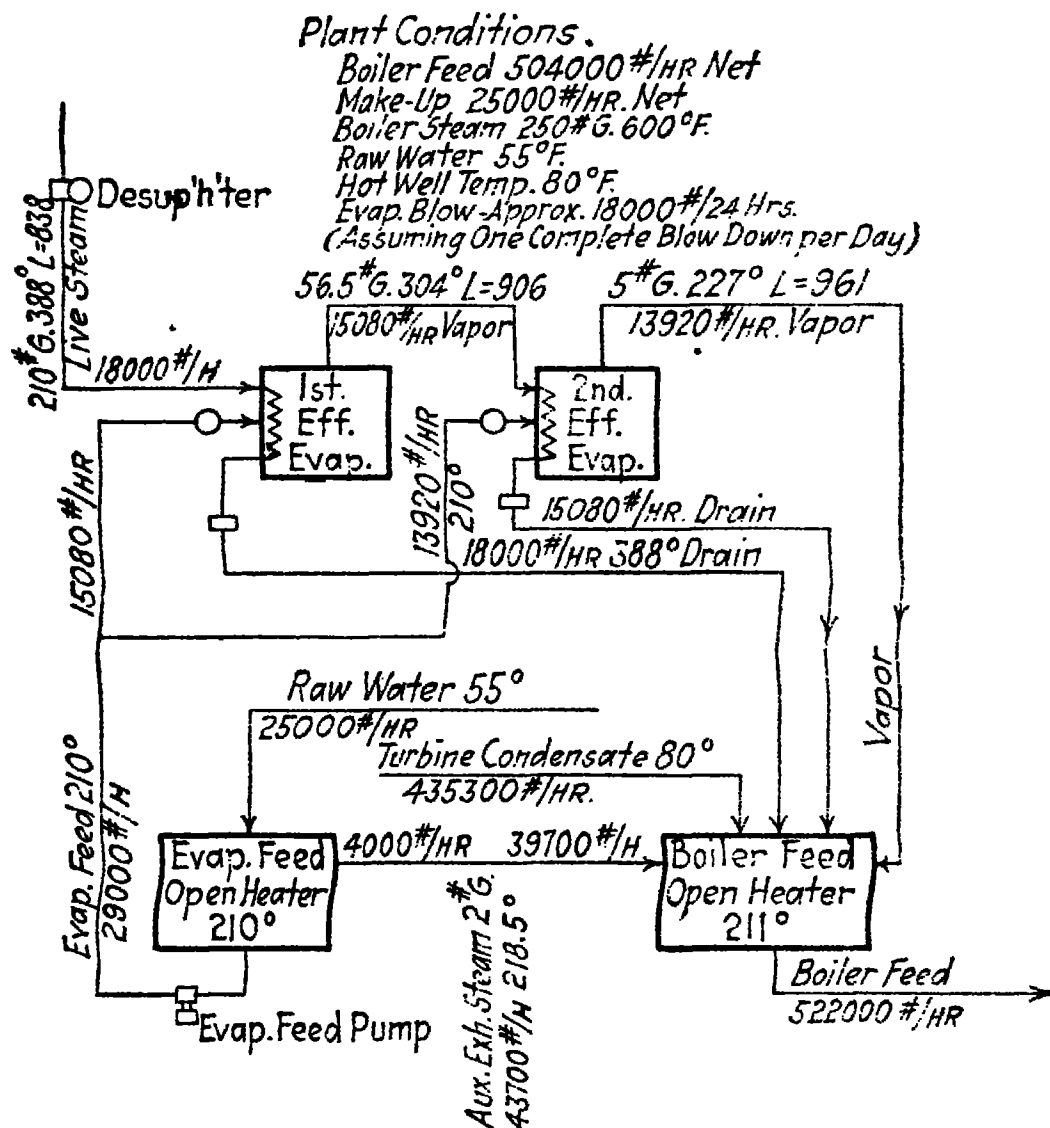 Plant Conditions.
Boiler Feed 504000#/HR Net
Make-Up 25000#/HR. Net
Boiler Steam 250#G. 600°F.
Raw Water 55°F.
Hot Well Temp. 80°F.
Evap. Blow-Approx. 18000#/24 Hrs.
(Assuming One Complete Blow Down per Day)
Desup'h'ter
210#G. 388° L=838
Live Steam
56.5#G. 304° L=906
15080#/HR Vapor
5#G. 227° L=961
13920#/HR. Vapor
18000#/H
1st.
Eff.
Evap.
2nd.
Eff.
Evap.
15080#/HR
13920#/HR
210°
15080#/HR. Drain
18000#/HR 388° Drain
Vapor
Raw Water 55°
25000#/HR
Turbine Condensate 80°
435300#/HR.
Evap. Feed 210°
29000#/H
Evap. Feed
Open Heater
210°
4000#/HR
39700#/H
Boiler Feed
Open Heater
211°
Aux. Exh. Steam 2#G.
43700#/H 218.5°
Boiler Feed
522000#/HR
Evap. Feed Pump